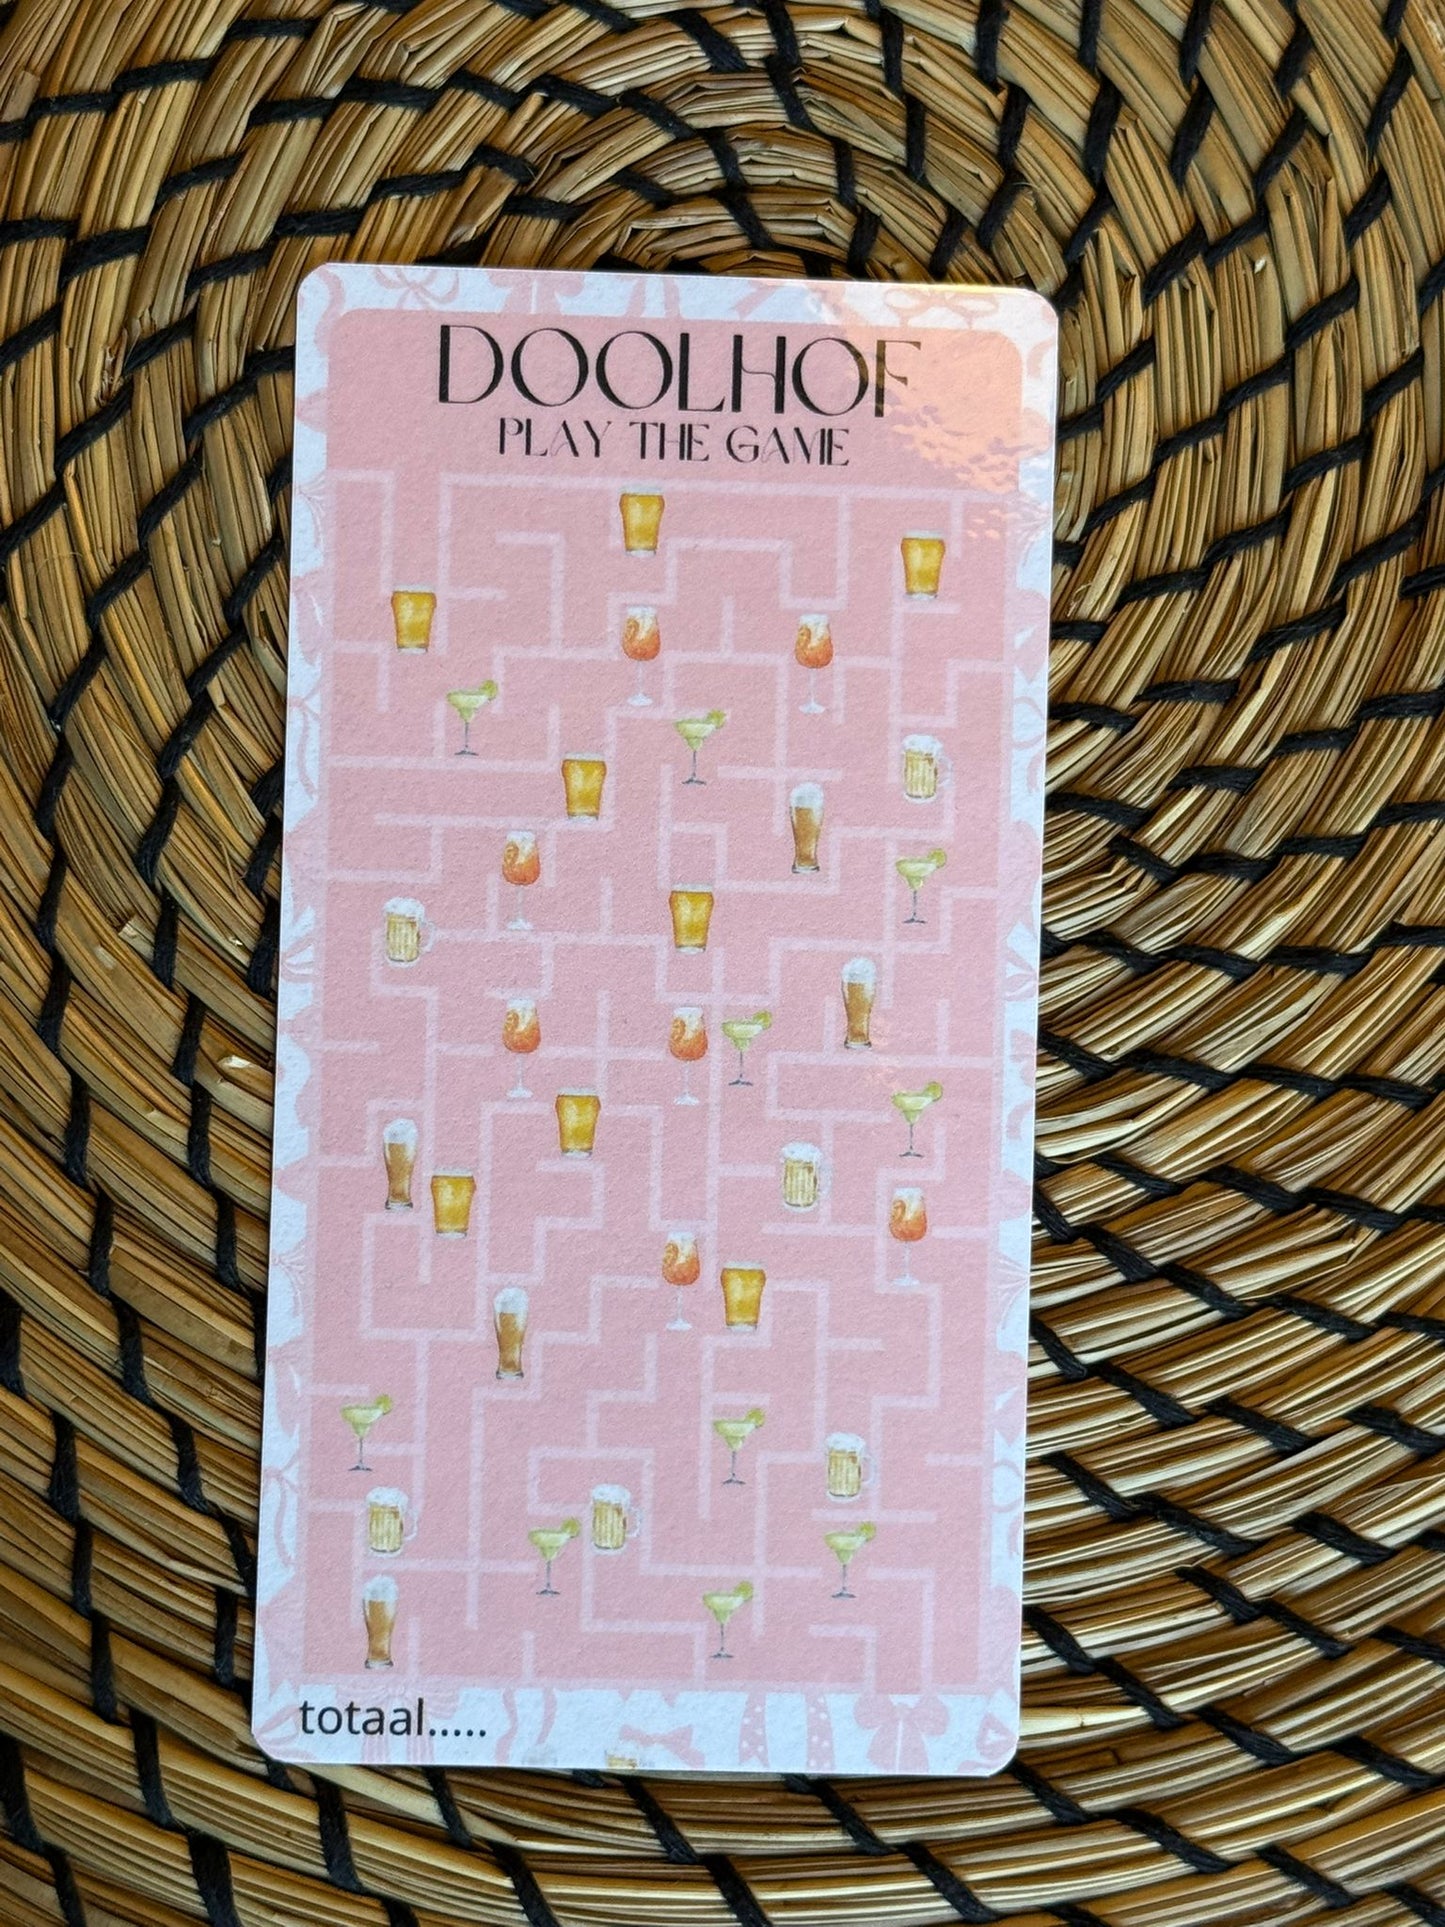 DOOLHOF
PLAY THE GAME
totaal.....